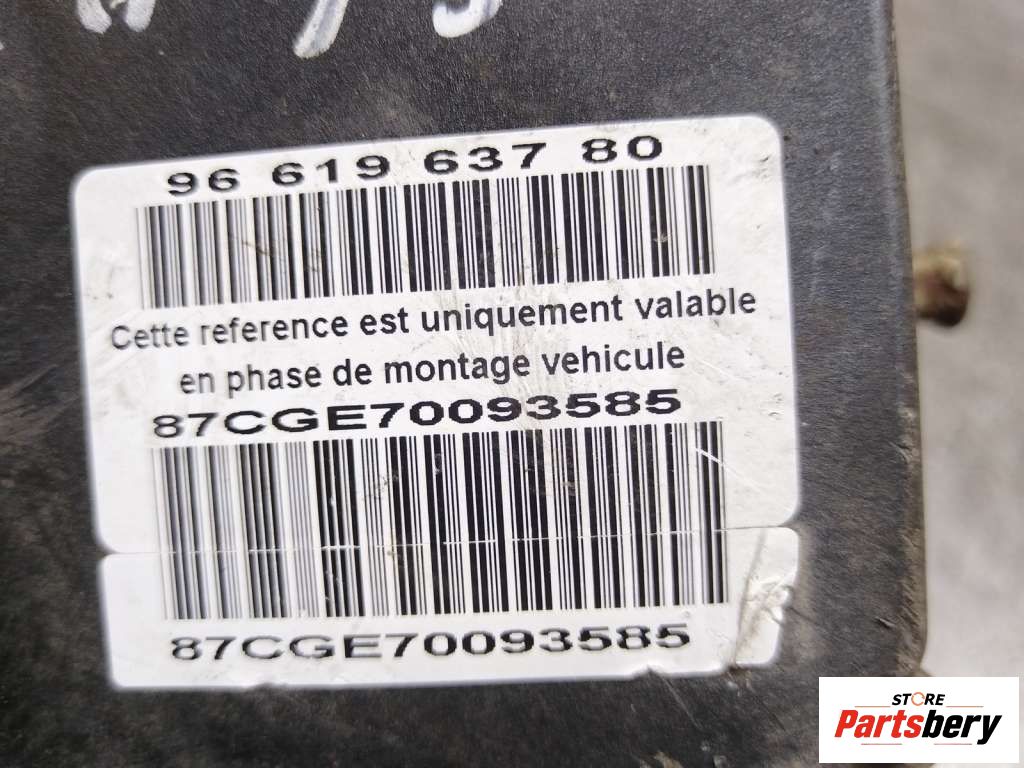 96 619 637 80
Cette reference est uniquement valable
en phase de montage vehicule
87CGE70093585
87CGE70093585
STORE
Partsbery